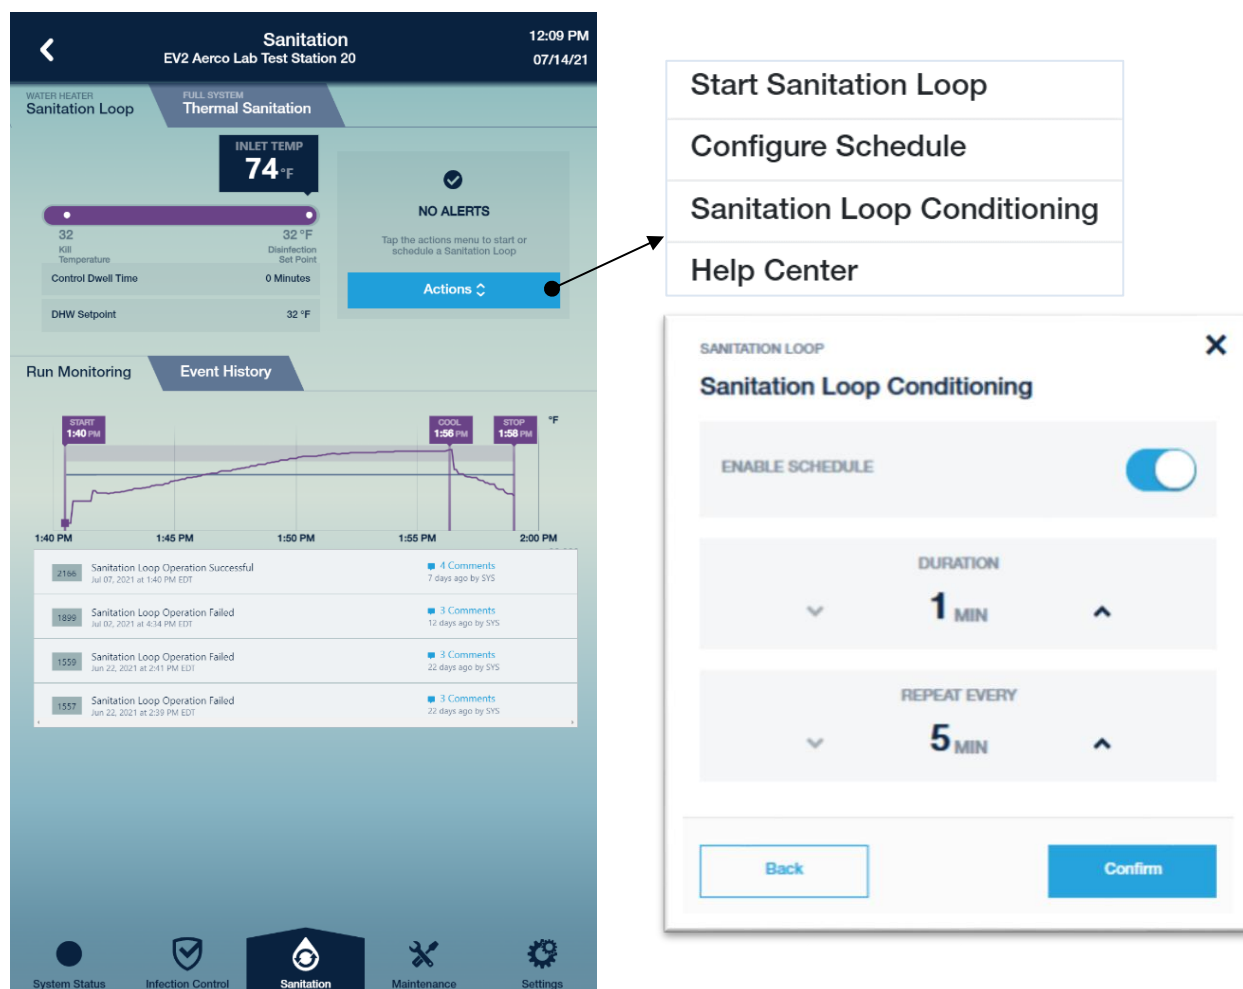 Sanitation
EV2 Aerco Lab Test Station 20
12:09 PM
07/14/21
WATER HEATER
Sanitation Loop
FULL SYSTEM
Thermal Sanitation
INLET TEMP
74 °F
32
Kill
Temperature
32 °F
Disinfection
Set Point
Control Dwell Time 0 Minutes
DHW Setpoint 32 °F
NO ALERTS
Tap the actions menu to start or
schedule a Sanitation Loop
Actions
Run Monitoring
Event History
START
1:40 PM
COOL
1:56 PM
STOP
1:58 PM
°F
1:40 PM 1:45 PM 1:50 PM 1:55 PM 2:00 PM
2166
Sanitation Loop Operation Successful
Jul 07, 2021 at 1:40 PM EDT
4 Comments
7 days ago by SYS
1899
Sanitation Loop Operation Failed
Jul 02, 2021 at 4:34 PM EDT
3 Comments
12 days ago by SYS
1559
Sanitation Loop Operation Failed
Jun 22, 2021 at 2:41 PM EDT
3 Comments
22 days ago by SYS
1557
Sanitation Loop Operation Failed
Jun 22, 2021 at 2:39 PM EDT
3 Comments
22 days ago by SYS
System Status
Infection Control
Sanitation
Maintenance
Settings
Start Sanitation Loop
Configure Schedule
Sanitation Loop Conditioning
Help Center
SANITATION LOOP
Sanitation Loop Conditioning
ENABLE SCHEDULE
DURATION
1 MIN
REPEAT EVERY
5 MIN
Back
Confirm